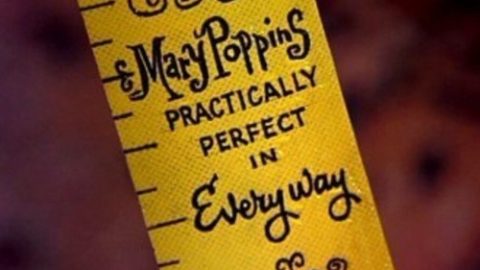 Mary Poppins
PRACTICALLY
PERFECT
IN
Every way